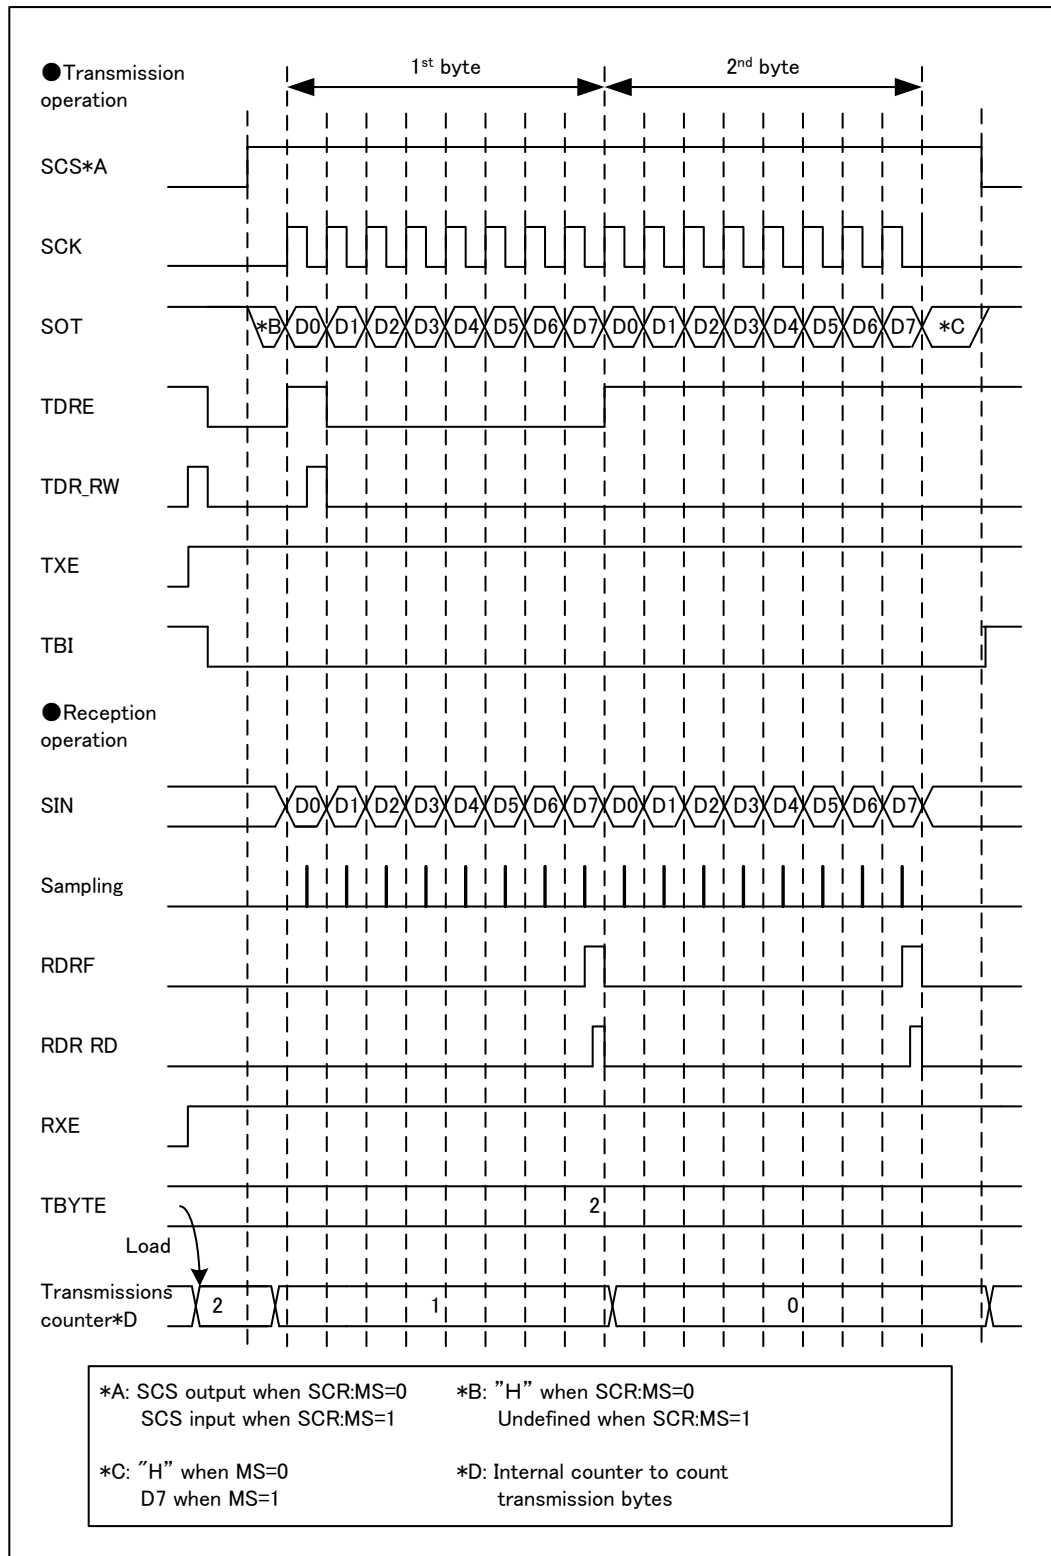 ●Transmission
operation
1st byte
2nd byte
SCS*A
SCK
SOT
*B D0 D1 D2 D3 D4 D5 D6 D7 D0 D1 D2 D3 D4 D5 D6 D7 *C
TDRE
TDR_RW
TXE
TBI
●Reception
operation
SIN
D0 D1 D2 D3 D4 D5 D6 D7 D0 D1 D2 D3 D4 D5 D6 D7
Sampling
RDRF
RDR RD
RXE
TBYTE
2
Load
Transmissions
counter*D
2 1 0
*A: SCS output when SCR:MS=0
SCS input when SCR:MS=1
*B: "H" when SCR:MS=0
Undefined when SCR:MS=1
*C: "H" when MS=0
D7 when MS=1
*D: Internal counter to count
transmission bytes